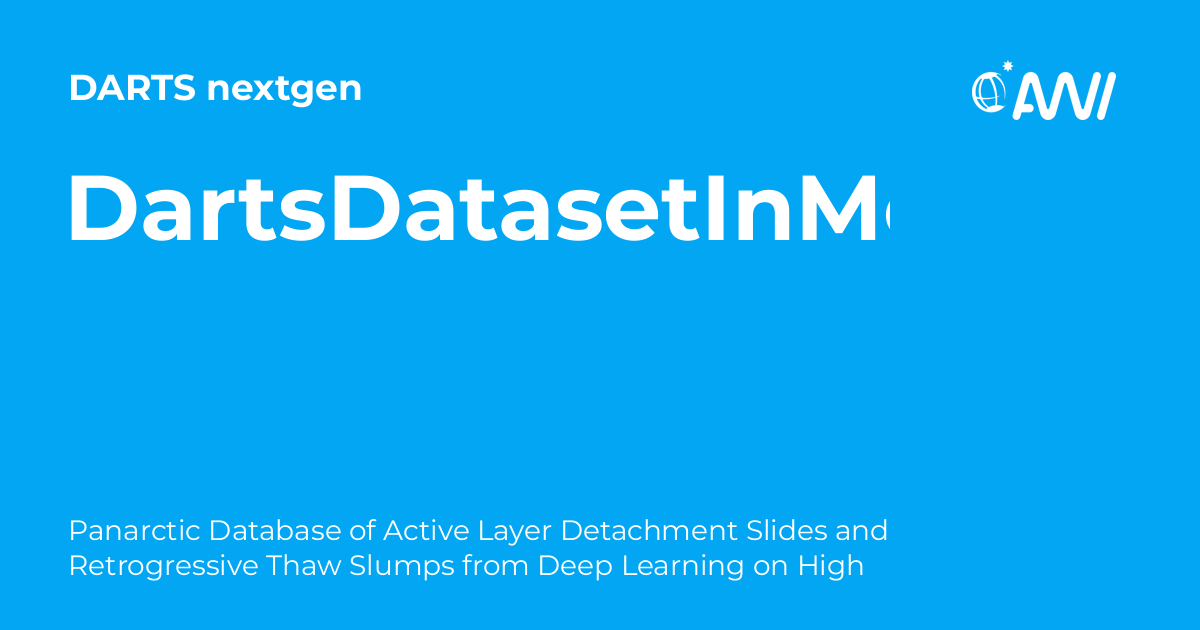 DARTS nextgen
AWI
DartsDatasetInM
Panarctic Database of Active Layer Detachment Slides and
Retrogressive Thaw Slumps from Deep Learning on High